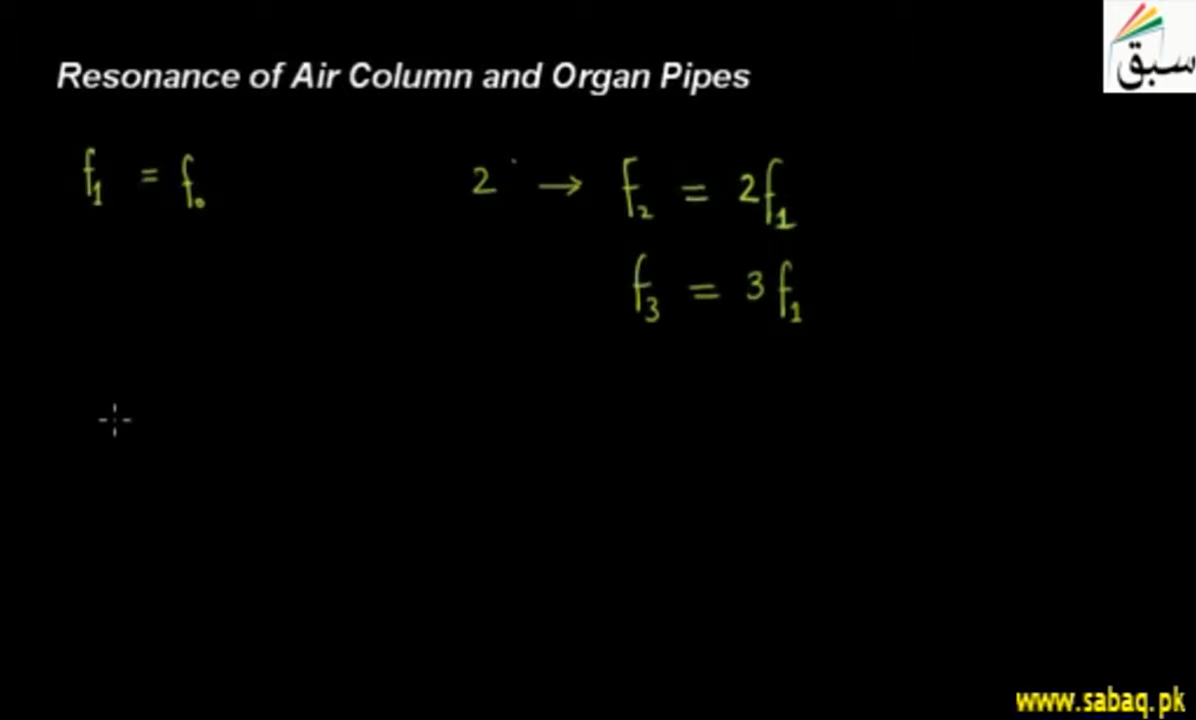 سبق
Resonance of Air Column and Organ Pipes
f₁ = f₀ 2 → f₂ = 2f₁
f₃ = 3f₁
www.sabaq.pk